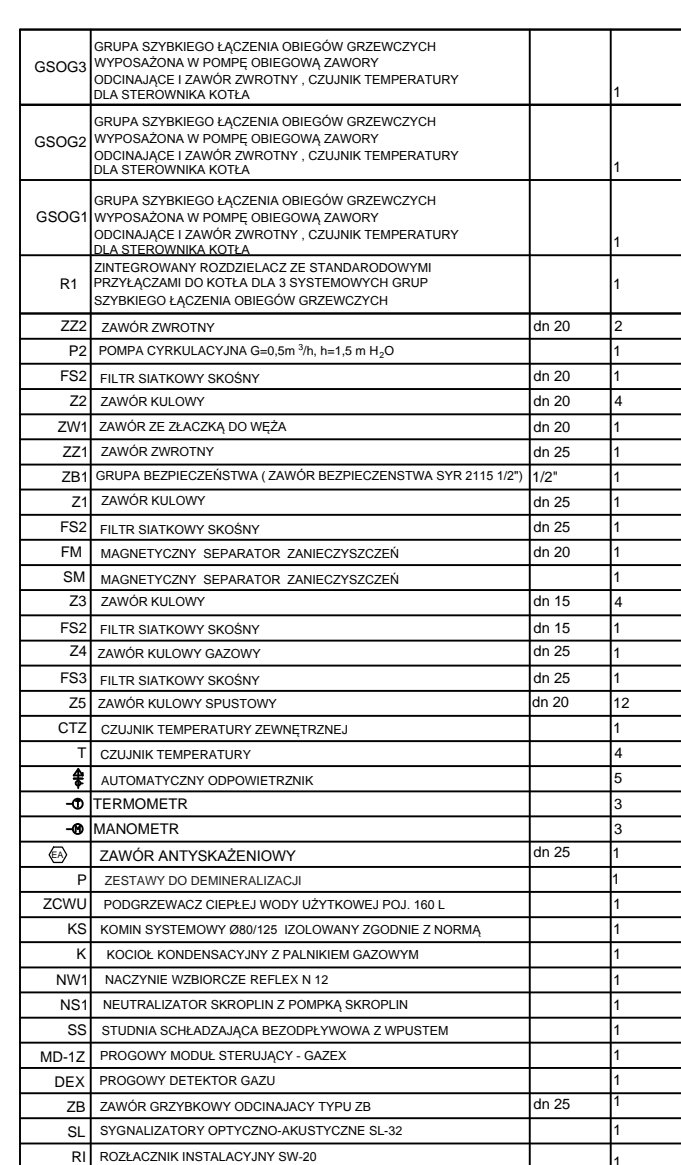 GRUPA SZYBKIEGO ŁĄCZENIA OBIEGÓW GRZEWCZYCH
GSOG3 WYPOSAŻONA W POMPĘ OBIEGOWĄ ZAWORY
ODCINAJĄCE I ZAWÓR ZWROTNY , CZUJNIK TEMPERATURY
DLA STEROWNIKA KOTŁA 1
GRUPA SZYBKIEGO ŁĄCZENIA OBIEGÓW GRZEWCZYCH
GSOG2 WYPOSAŻONA W POMPĘ OBIEGOWĄ ZAWORY
ODCINAJĄCE I ZAWÓR ZWROTNY , CZUJNIK TEMPERATURY
DLA STEROWNIKA KOTŁA 1
GRUPA SZYBKIEGO ŁĄCZENIA OBIEGÓW GRZEWCZYCH
GSOG1 WYPOSAŻONA W POMPĘ OBIEGOWĄ ZAWORY
ODCINAJĄCE I ZAWÓR ZWROTNY , CZUJNIK TEMPERATURY
DLA STEROWNIKA KOTŁA 1
ZINTEGROWANY ROZDZIELACZ ZE STANDARODOWYMI
R1 PRZYŁĄCZAMI DO KOTŁA DLA 3 SYSTEMOWYCH GRUP 1
SZYBKIEGO ŁĄCZENIA OBIEGÓW GRZEWCZYCH
ZZ2 ZAWÓR ZWROTNY dn 20 2
P2 POMPA CYRKULACYJNA G=0,5m ³/h, h=1,5 m H₂O 1
FS2 FILTR SIATKOWY SKOŚNY dn 20 1
Z2 ZAWÓR KULOWY dn 20 4
ZW1 ZAWÓR ZE ZŁACZKĄ DO WĘŻA dn 20 1
ZZ1 ZAWÓR ZWROTNY dn 25 1
ZB1 GRUPA BEZPIECZEŃSTWA ( ZAWÓR BEZPIECZENSTWA SYR 2115 1/2") 1/2" 1
Z1 ZAWÓR KULOWY dn 25 1
FS2 FILTR SIATKOWY SKOŚNY dn 25 1
FM MAGNETYCZNY SEPARATOR ZANIECZYSZCZEŃ dn 20 1
SM MAGNETYCZNY SEPARATOR ZANIECZYSZCZEŃ 1
Z3 ZAWÓR KULOWY dn 15 4
FS2 FILTR SIATKOWY SKOŚNY dn 15 1
Z4 ZAWÓR KULOWY GAZOWY dn 25 1
FS3 FILTR SIATKOWY SKOŚNY dn 25 1
Z5 ZAWÓR KULOWY SPUSTOWY dn 20 12
CTZ CZUJNIK TEMPERATURY ZEWNĘTRZNEJ 1
T CZUJNIK TEMPERATURY 4
AUTOMATYCZNY ODPOWIETRZNIK 5
T TERMOMETR 3
M MANOMETR 3
EA ZAWÓR ANTYSKAŻENIOWY dn 25 1
P ZESTAWY DO DEMINERALIZACJI 1
ZCWU PODGRZEWACZ CIEPŁEJ WODY UŻYTKOWEJ POJ. 160 L 1
KS KOMIN SYSTEMOWY Ø80/125 IZOLOWANY ZGODNIE Z NORMĄ 1
K KOCIOŁ KONDENSACYJNY Z PALNIKIEM GAZOWYM 1
NW1 NACZYNIE WZBIORCZE REFLEX N 12 1
NS1 NEUTRALIZATOR SKROPLIN Z POMPKĄ SKROPLIN 1
SS STUDNIA SCHŁADZAJĄCA BEZODPŁYWOWA Z WPUSTEM 1
MD-1Z PROGOWY MODUŁ STERUJĄCY - GAZEX 1
DEX PROGOWY DETEKTOR GAZU 1
ZB ZAWÓR GRZYBKOWY ODCINAJACY TYPU ZB dn 25 1
SL SYGNALIZATORY OPTYCZNO-AKUSTYCZNE SL-32 1
RI ROZŁACZNIK INSTALACYJNY SW-20 1